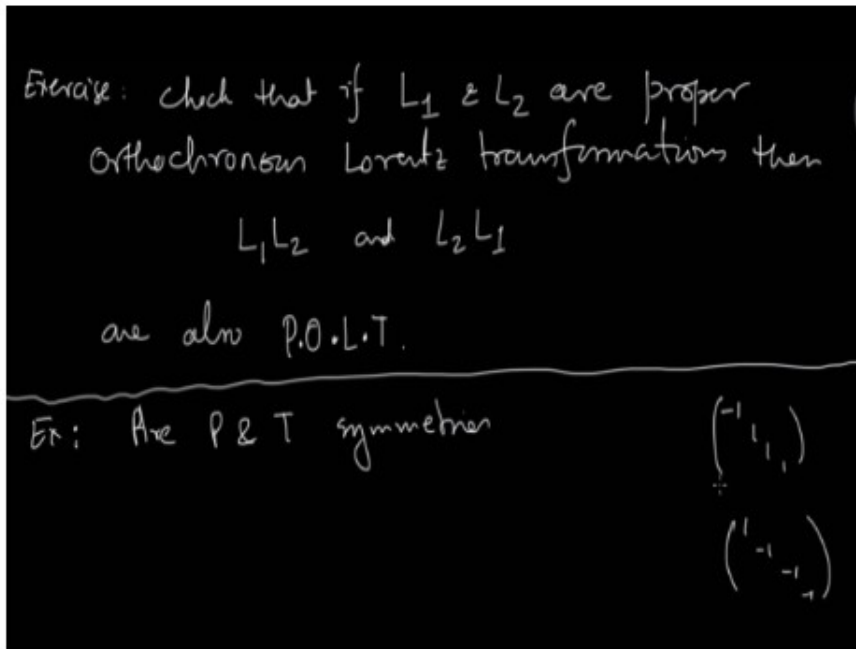 Exercise: check that if L1 & L2 are proper
Orthochronous Lorentz transformations then
L1L2 and L2L1
are also P.O.L.T.
Ex: Are P & T symmetries
(-1 1 1 1)
(1 -1 -1 -1)